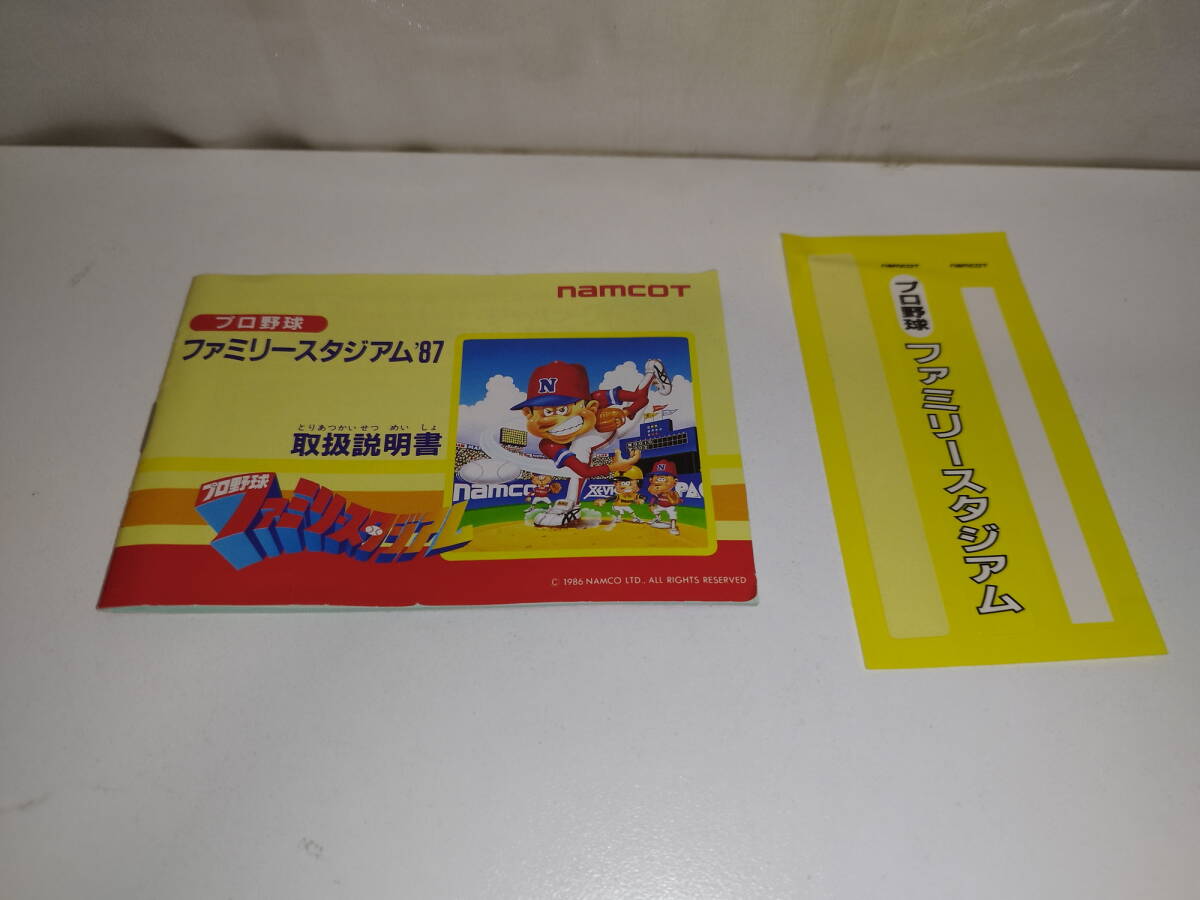 namcot
プロ野球
ファミリースタジアム'87
とりあつかいせつ めい しょ
取扱説明書
N
namco
XEVI
PAC
N
プロ野球
ファミリースタジアム
© 1986 NAMCO LTD., ALL RIGHTS RESERVED
namcot
namcot
プロ野球 ファミリースタジアム